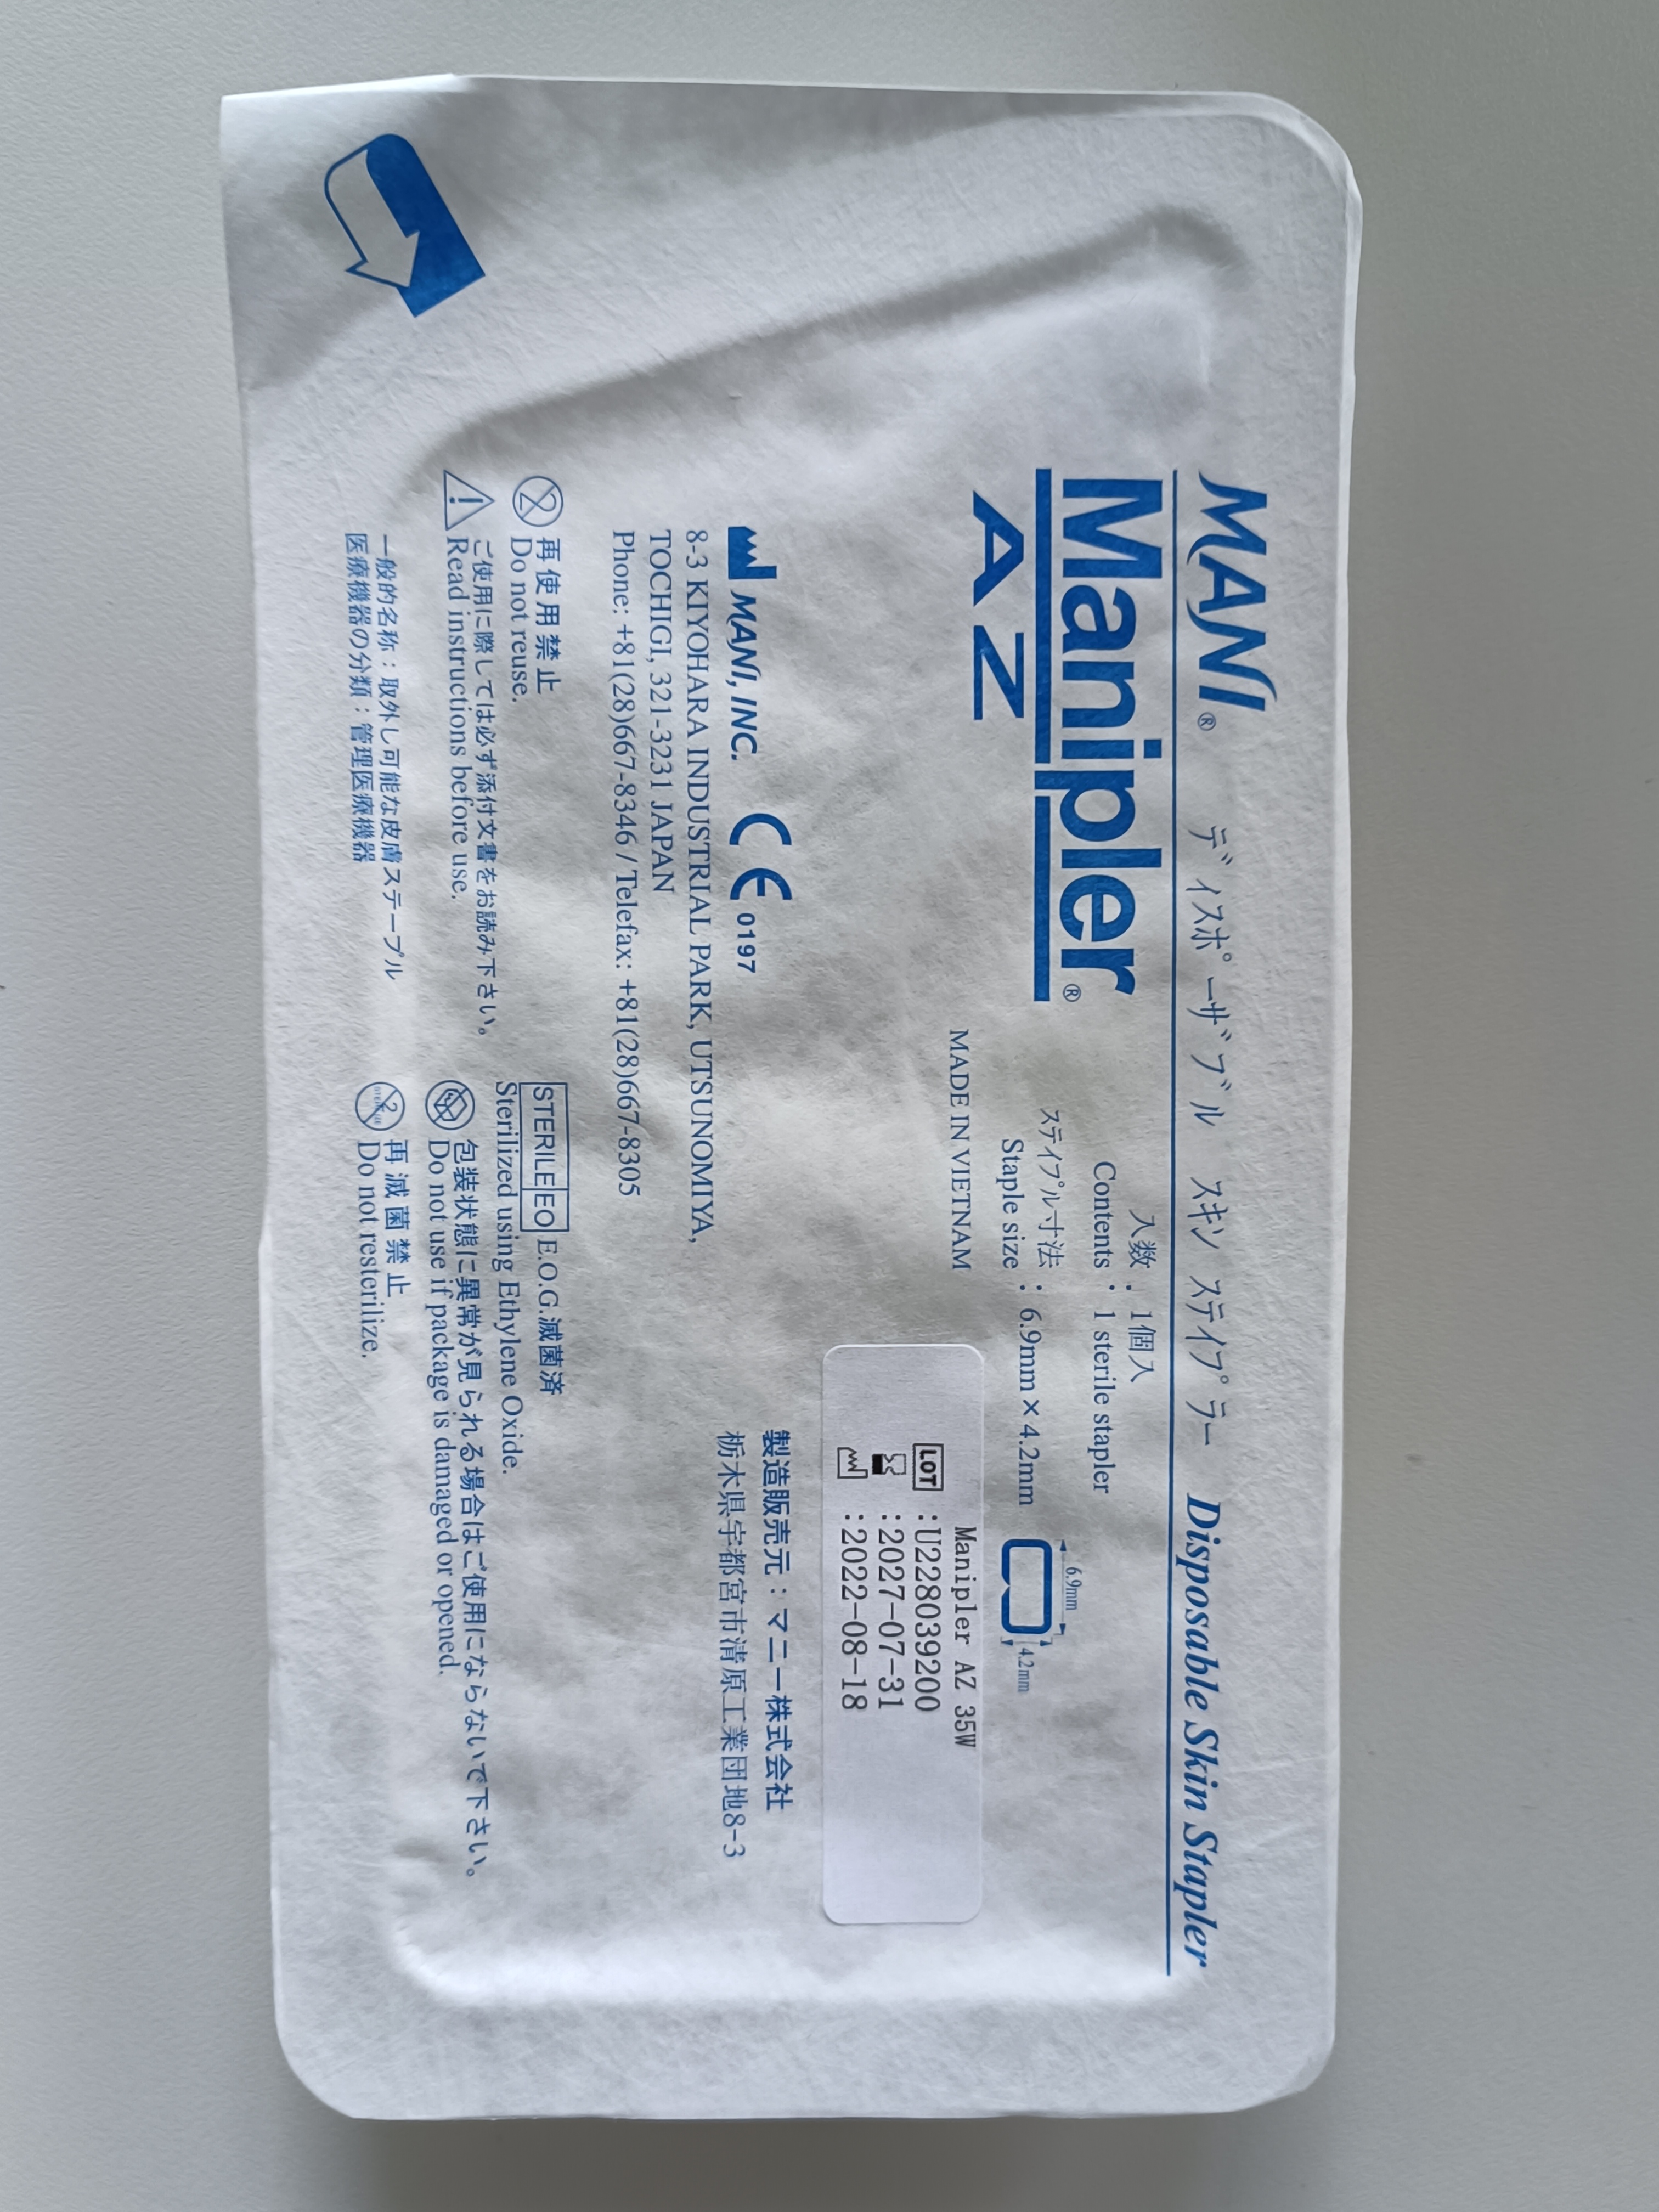 MANI® ディスポーザブル スキン ステイプラー Disposable Skin Stapler
Manipler®
AZ
入数 : 1個入
Contents : 1 sterile stapler
ステイプル寸法 :
Staple size : 6.9mm×4.2mm
6.9mm
4.2mm
MADE IN VIETNAM
Manipler AZ 35W
LOT :U228039200
:2027-07-31
:2022-08-18
MANI, INC. CE 0197
8-3 KIYOHARA INDUSTRIAL PARK, UTSUNOMIYA,
TOCHIGI, 321-3231 JAPAN
Phone: +81(28)667-8346 / Telefax: +81(28)667-8305
製造販売元：マニー株式会社
栃木県宇都宮市清原工業団地8-3
2 再使用禁止
Do not reuse.
ご使用に際しては必ず添付文書をお読み下さい。
Read instructions before use.
一般的名称：取外し可能な皮膚ステープル
医療機器の分類：管理医療機器
STERILE EO E.O.G.滅菌済
Sterilized using Ethylene Oxide.
包装状態に異常が見られる場合はご使用にならないで下さい。
Do not use if package is damaged or opened.
2 再滅菌禁止
Do not resterilize.